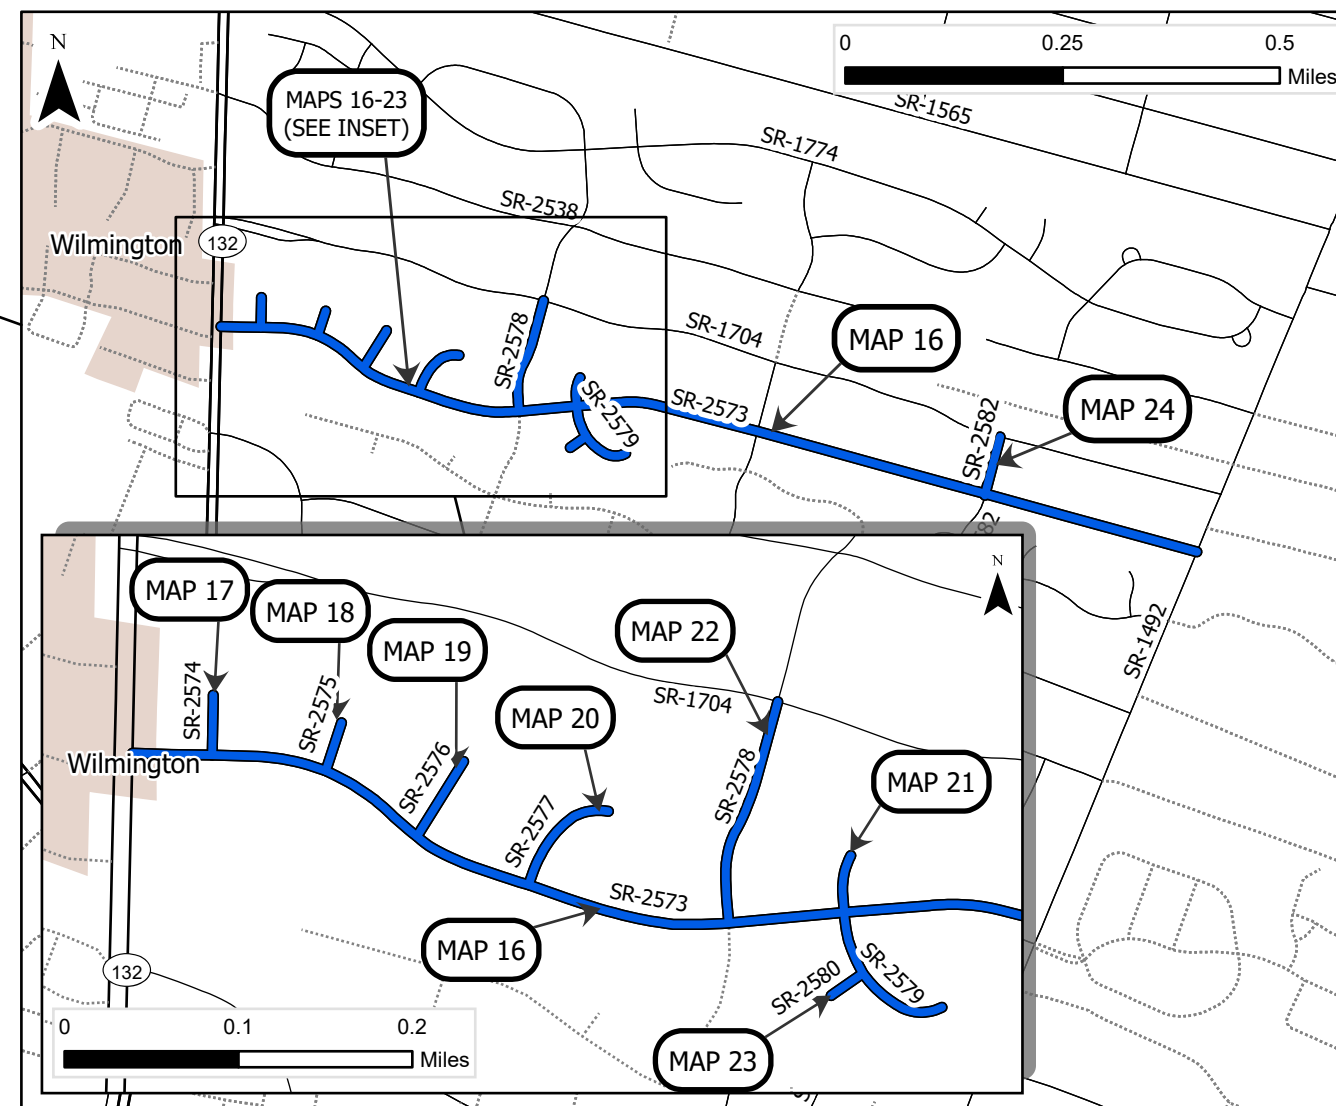 N
0 0.25 0.5
Miles
MAPS 16-23
(SEE INSET)
SR-1565
SR-1774
SR-2538
Wilmington
132
SR-1704
MAP 16
SR-2578
SR-2579
SR-2573
SR-2582
MAP 24
82
SR-1492
N
MAP 17
MAP 18
MAP 19
MAP 22
MAP 20
SR-1704
MAP 21
SR-2574
SR-2575
SR-2576
SR-2577
SR-2578
Wilmington
SR-2573
MAP 16
132
SR-2580
SR-2579
MAP 23
0 0.1 0.2
Miles